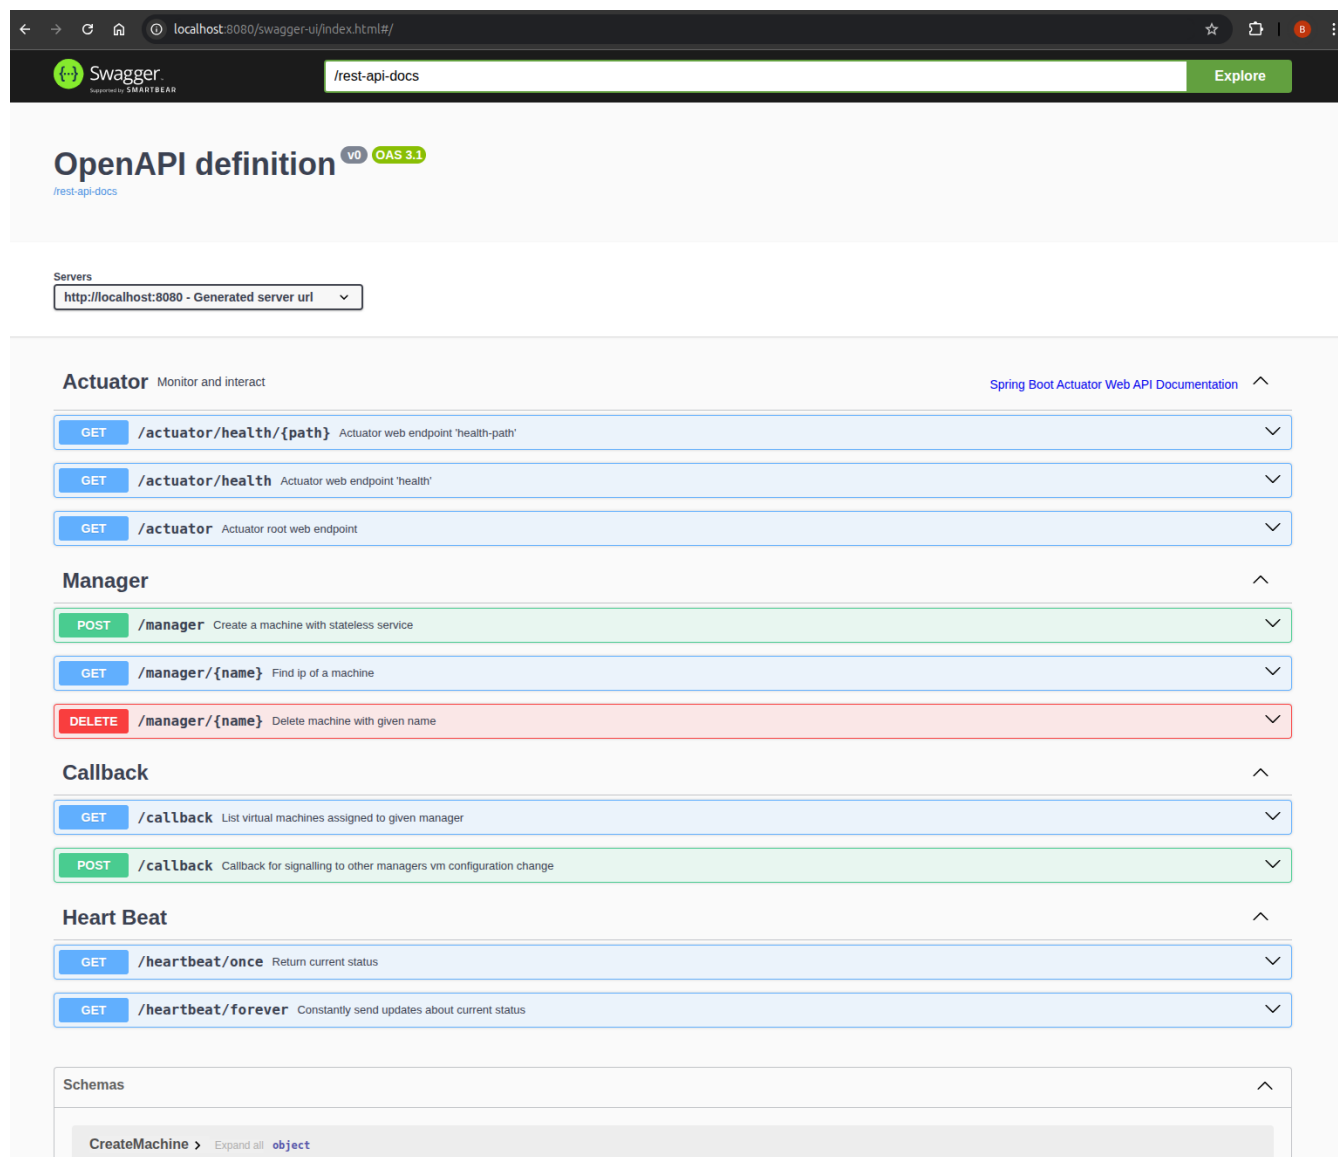 localhost:8080/swagger-ui/index.html#/
B
{···} Swagger.
Supported by SMARTBEAR
/rest-api-docs
Explore
OpenAPI definition v0 OAS 3.1
/rest-api-docs
Servers
http://localhost:8080 - Generated server url
Actuator Monitor and interact Spring Boot Actuator Web API Documentation
GET /actuator/health/{path} Actuator web endpoint 'health-path'
GET /actuator/health Actuator web endpoint 'health'
GET /actuator Actuator root web endpoint
Manager
POST /manager Create a machine with stateless service
GET /manager/{name} Find ip of a machine
DELETE /manager/{name} Delete machine with given name
Callback
GET /callback List virtual machines assigned to given manager
POST /callback Callback for signalling to other managers vm configuration change
Heart Beat
GET /heartbeat/once Return current status
GET /heartbeat/forever Constantly send updates about current status
Schemas
CreateMachine Expand all object